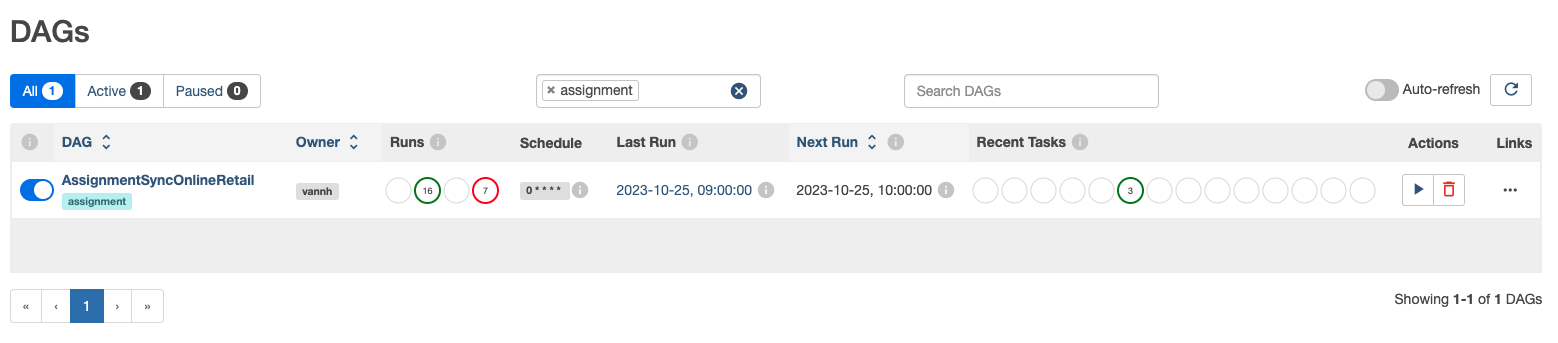 DAGs
All 1 Active 1 Paused 0 × assignment Search DAGs Auto-refresh
DAG Owner Runs Schedule Last Run Next Run Recent Tasks Actions Links
AssignmentSyncOnlineRetail vannh 16 7 0 * * * * 2023-10-25, 09:00:00 2023-10-25, 10:00:00 3 ...
assignment
« ‹ 1 › » Showing 1-1 of 1 DAGs